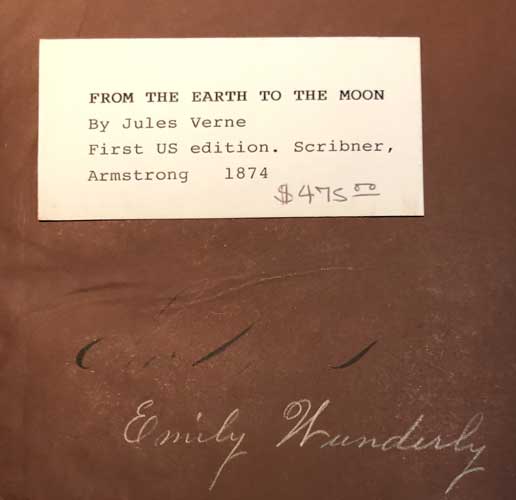 FROM THE EARTH TO THE MOON
By Jules Verne
First US edition. Scribner,
Armstrong 1874
$475.00
Emily Wunderly